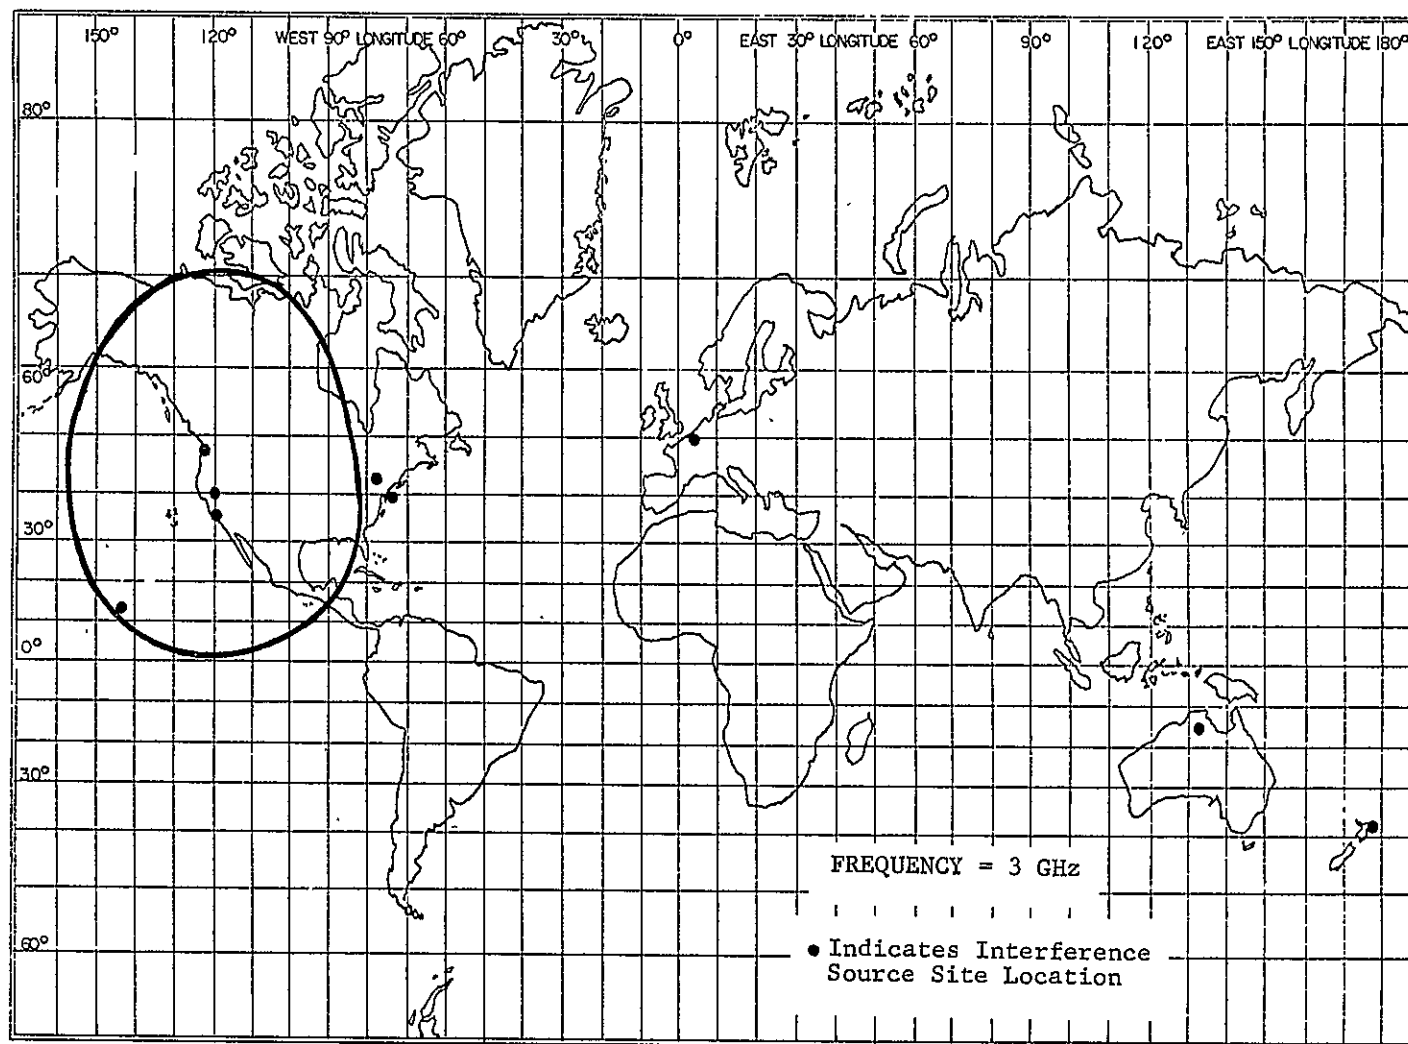 150° 120° WEST 90° LONGITUDE 60° 30° 0° EAST 30° LONGITUDE 60° 90° 120° EAST 150° LONGITUDE 180°
80°
60°
30°
0°
30°
60°
FREQUENCY = 3 GHz
• Indicates Interference
Source Site Location